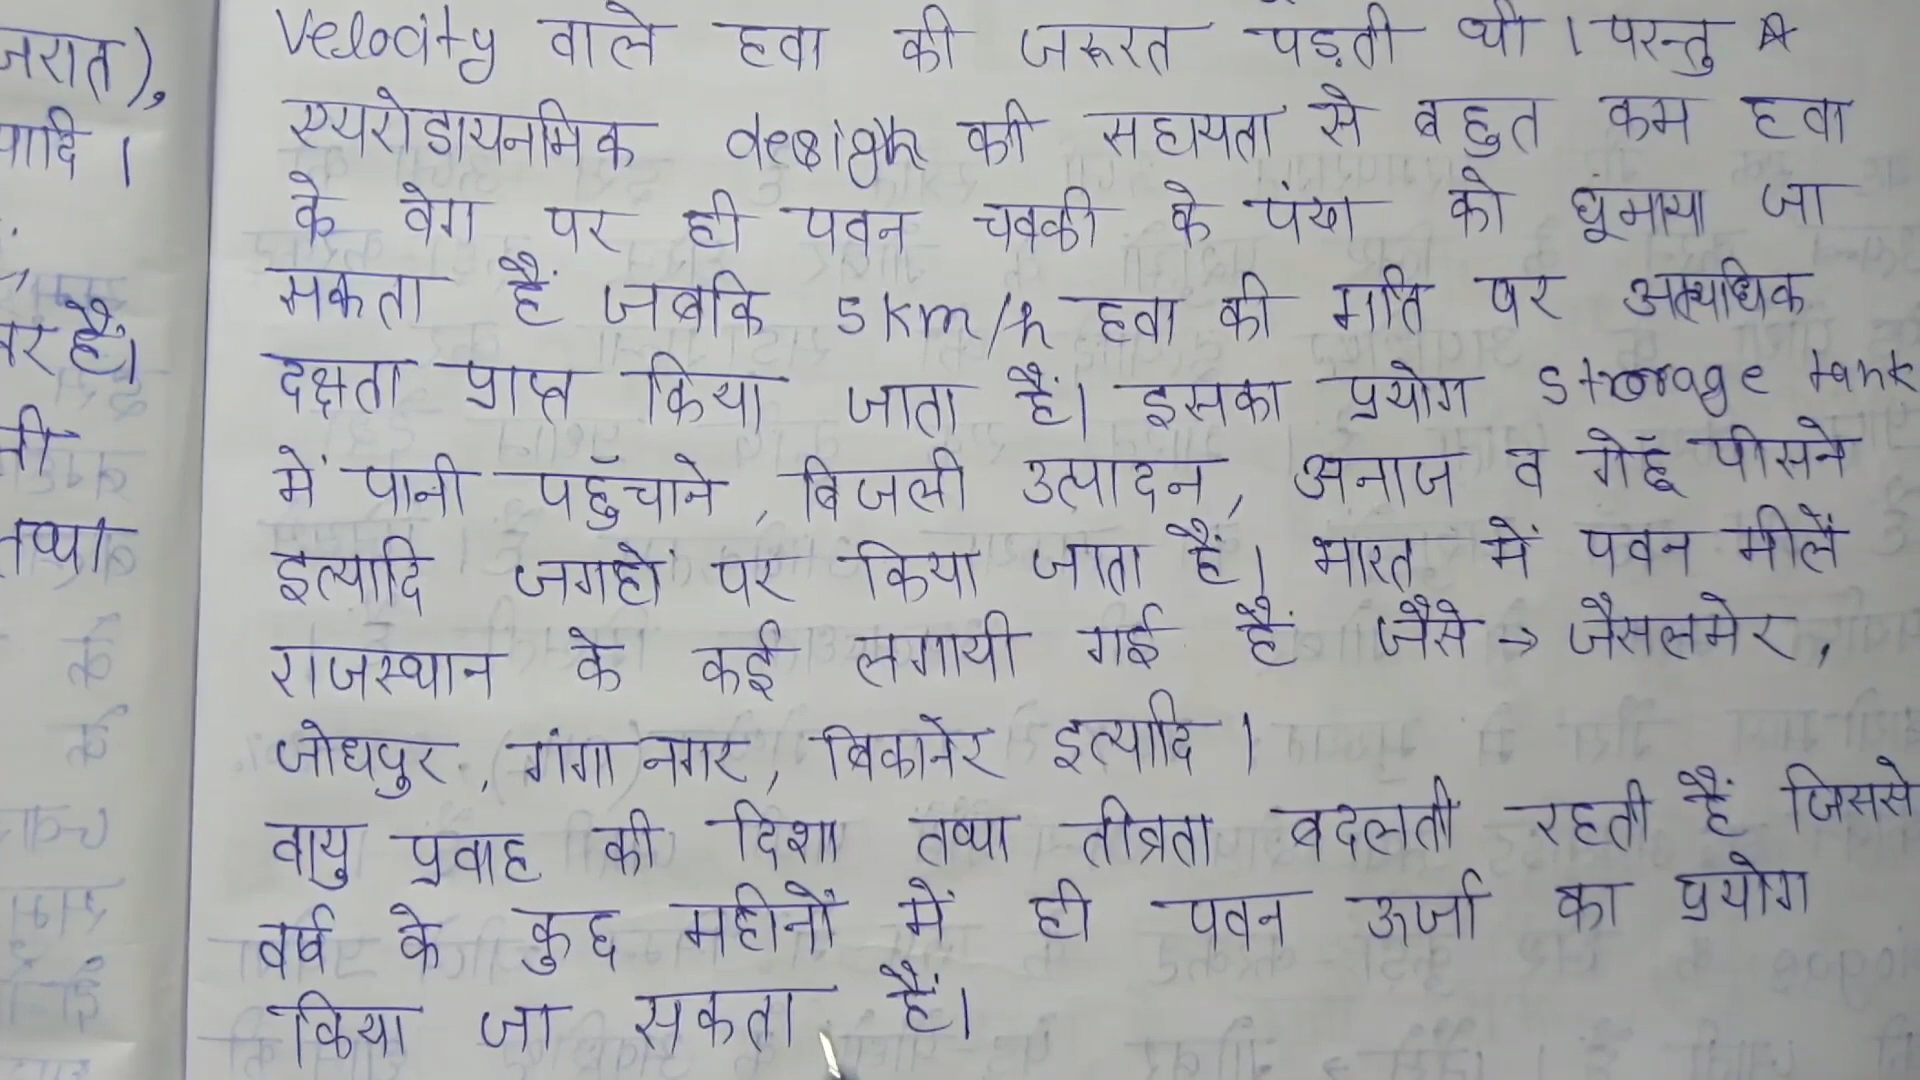 जरात),
velocity वाले हवा की जरूरत पड़ती थी। परन्तु
एयरोडायनमिक design की सहायता से बहुत कम हवा
के वेग पर ही पवन चक्की के पंख को घूंमाया जा
सकता हैं जबकि 5 km/h हवा की गति पर अत्यधिक
दक्षता प्राप्त किया जाता हैं। इसका प्रयोग storage tank
में पानी पहुँचाने, बिजली उत्पादन, अनाज व गेहूँ पीसने
इत्यादि जगहों पर किया जाता हैं। भारत में पवन मीलें
राजस्थान के कई लगायी गई हैं जैसे → जैसलमेर,
जोधपुर, गंगा नगर, बिकानेर इत्यादि।
वायु प्रवाह की दिशा तथा तीव्रता बदलती रहती हैं जिससे
वर्ष के कुछ महीनों में ही पवन ऊर्जा का प्रयोग
किया जा सकता हैं।